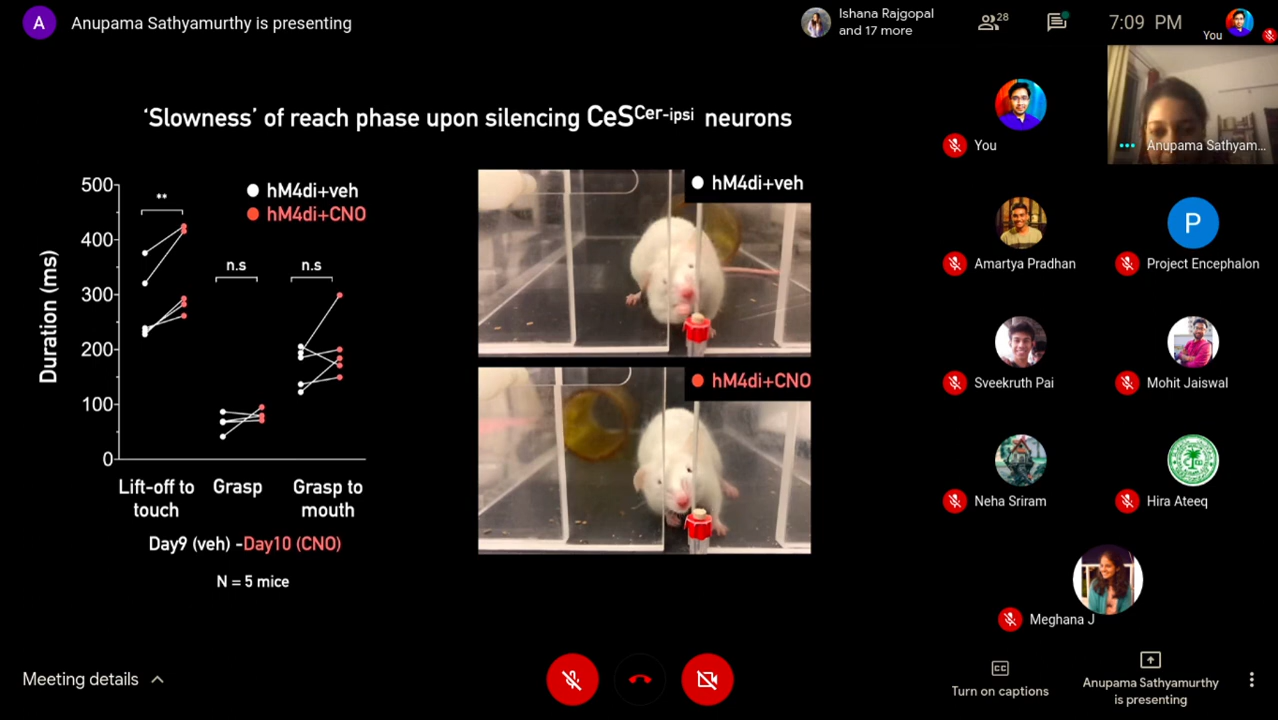 A
Anupama Sathyamurthy is presenting
Ishana Rajgopal
and 17 more
28
7:09 PM
You
'Slowness' of reach phase upon silencing CeSCer-ipsi neurons
500
400
300
200
100
0
Duration (ms)
**
n.s
n.s
hM4di+veh
hM4di+CNO
Lift-off to
touch
Grasp
Grasp to
mouth
Day9 (veh) -Day10 (CNO)
N = 5 mice
hM4di+veh
hM4di+CNO
You
Anupama Sathyam...
Amartya Pradhan
P
Project Encephalon
Sveekruth Pai
Mohit Jaiswal
Neha Sriram
Hira Ateeq
Meghana J
Meeting details
CC
Turn on captions
Anupama Sathyamurthy
is presenting